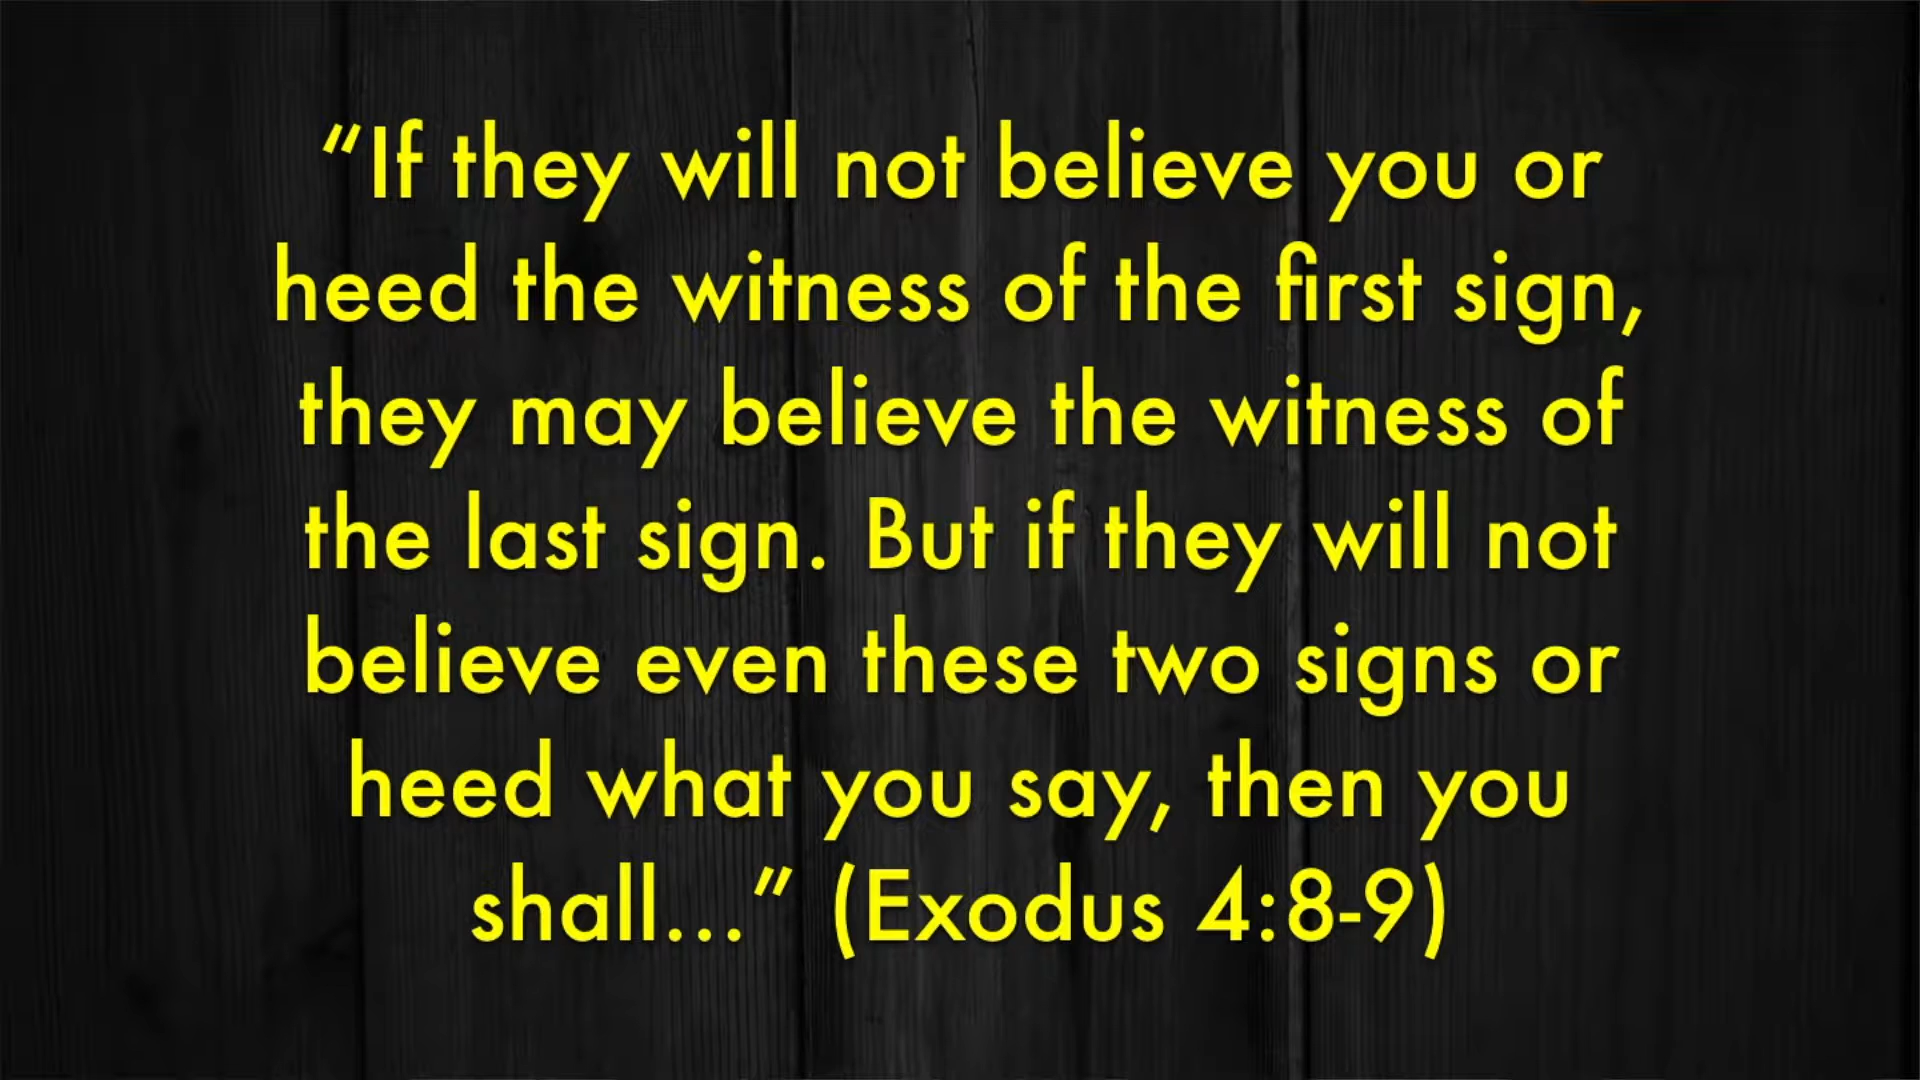 “If they will not believe you or
heed the witness of the first sign,
they may believe the witness of
the last sign. But if they will not
believe even these two signs or
heed what you say, then you
shall...” (Exodus 4:8-9)